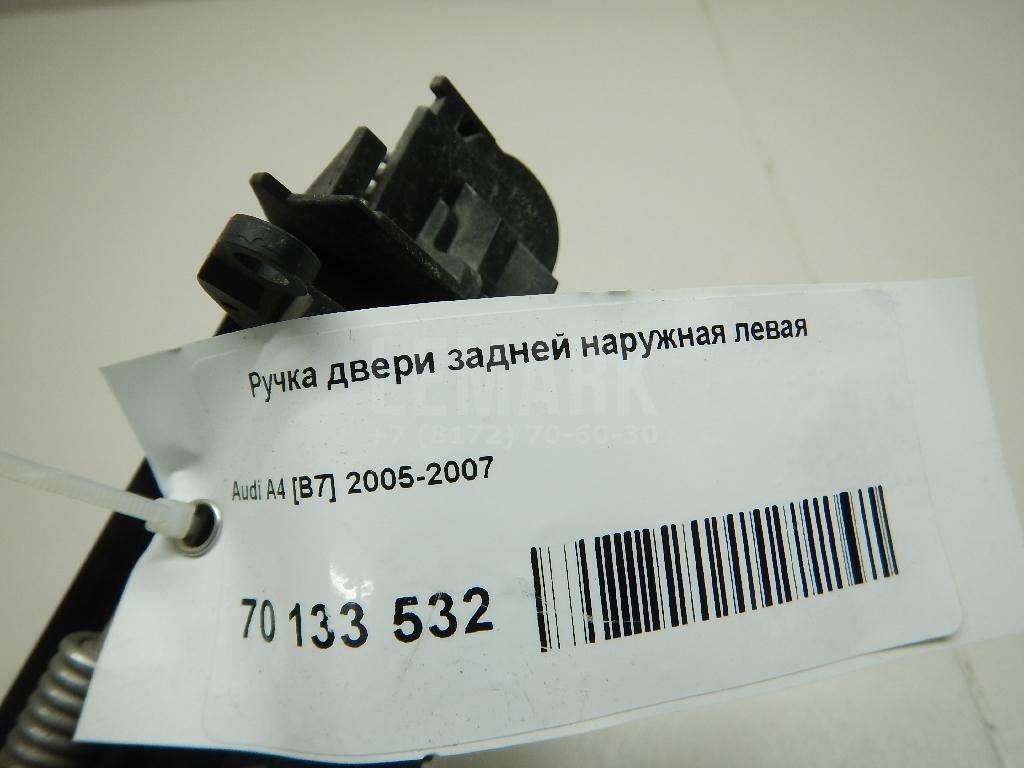 Ручка двери задней наружная левая
LEMARK
+7 (8172) 70-60-30
Audi A4 [B7] 2005-2007
70 133 532